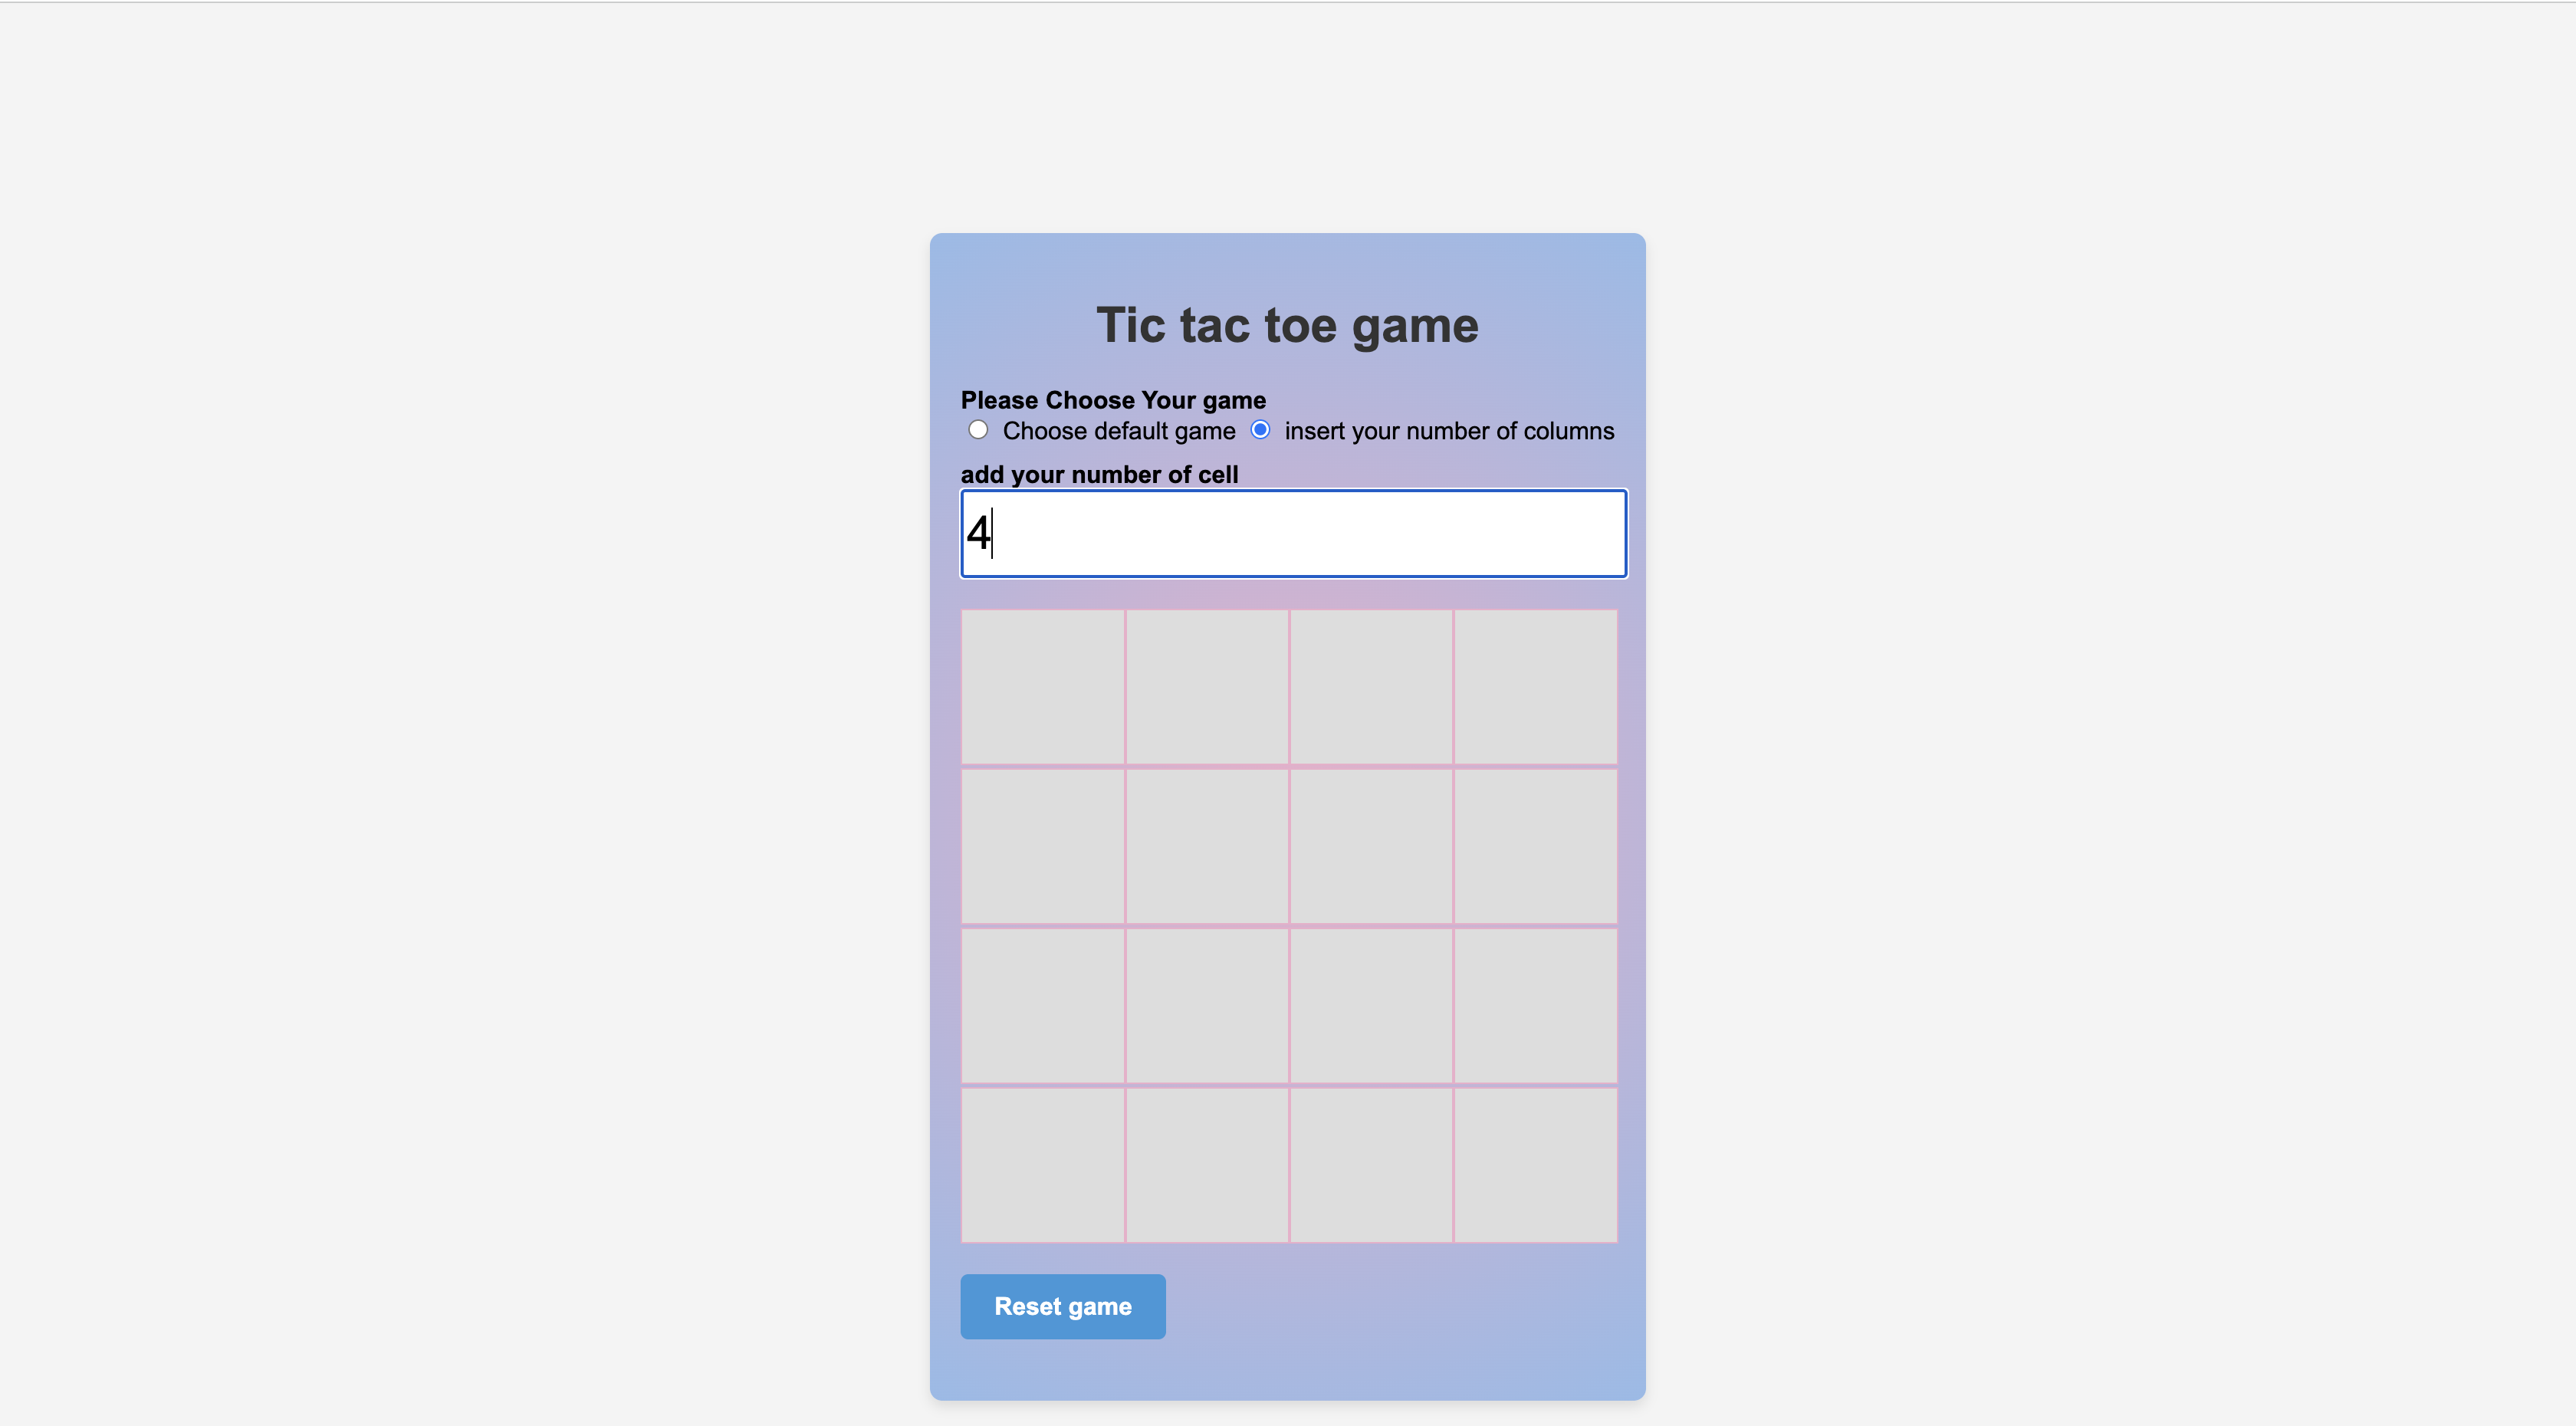 Tic tac toe game
Please Choose Your game
Choose default game insert your number of columns
add your number of cell
4
Reset game